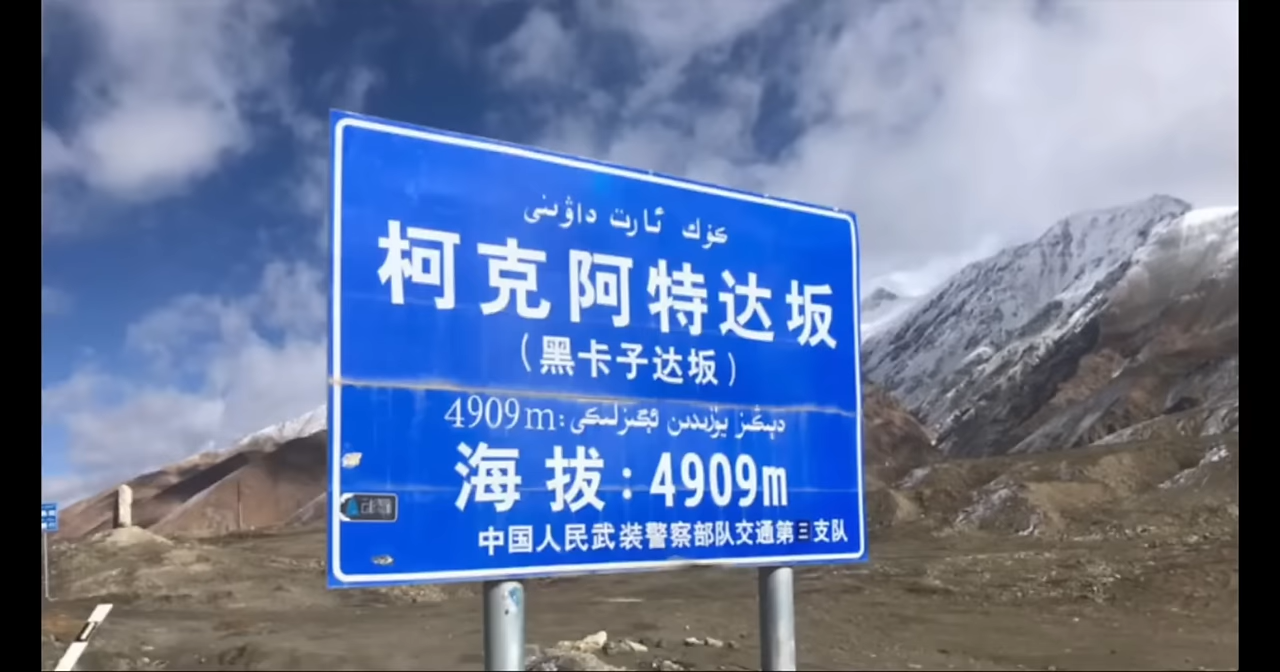 كۆك ئارت داۋىنى
柯克阿特达坂
（黑卡子达坂）
دېڭىز يۈزىدىن ئېگىزلىكى: 4909m
海拔：4909m
中国人民武装警察部队交通第三支队